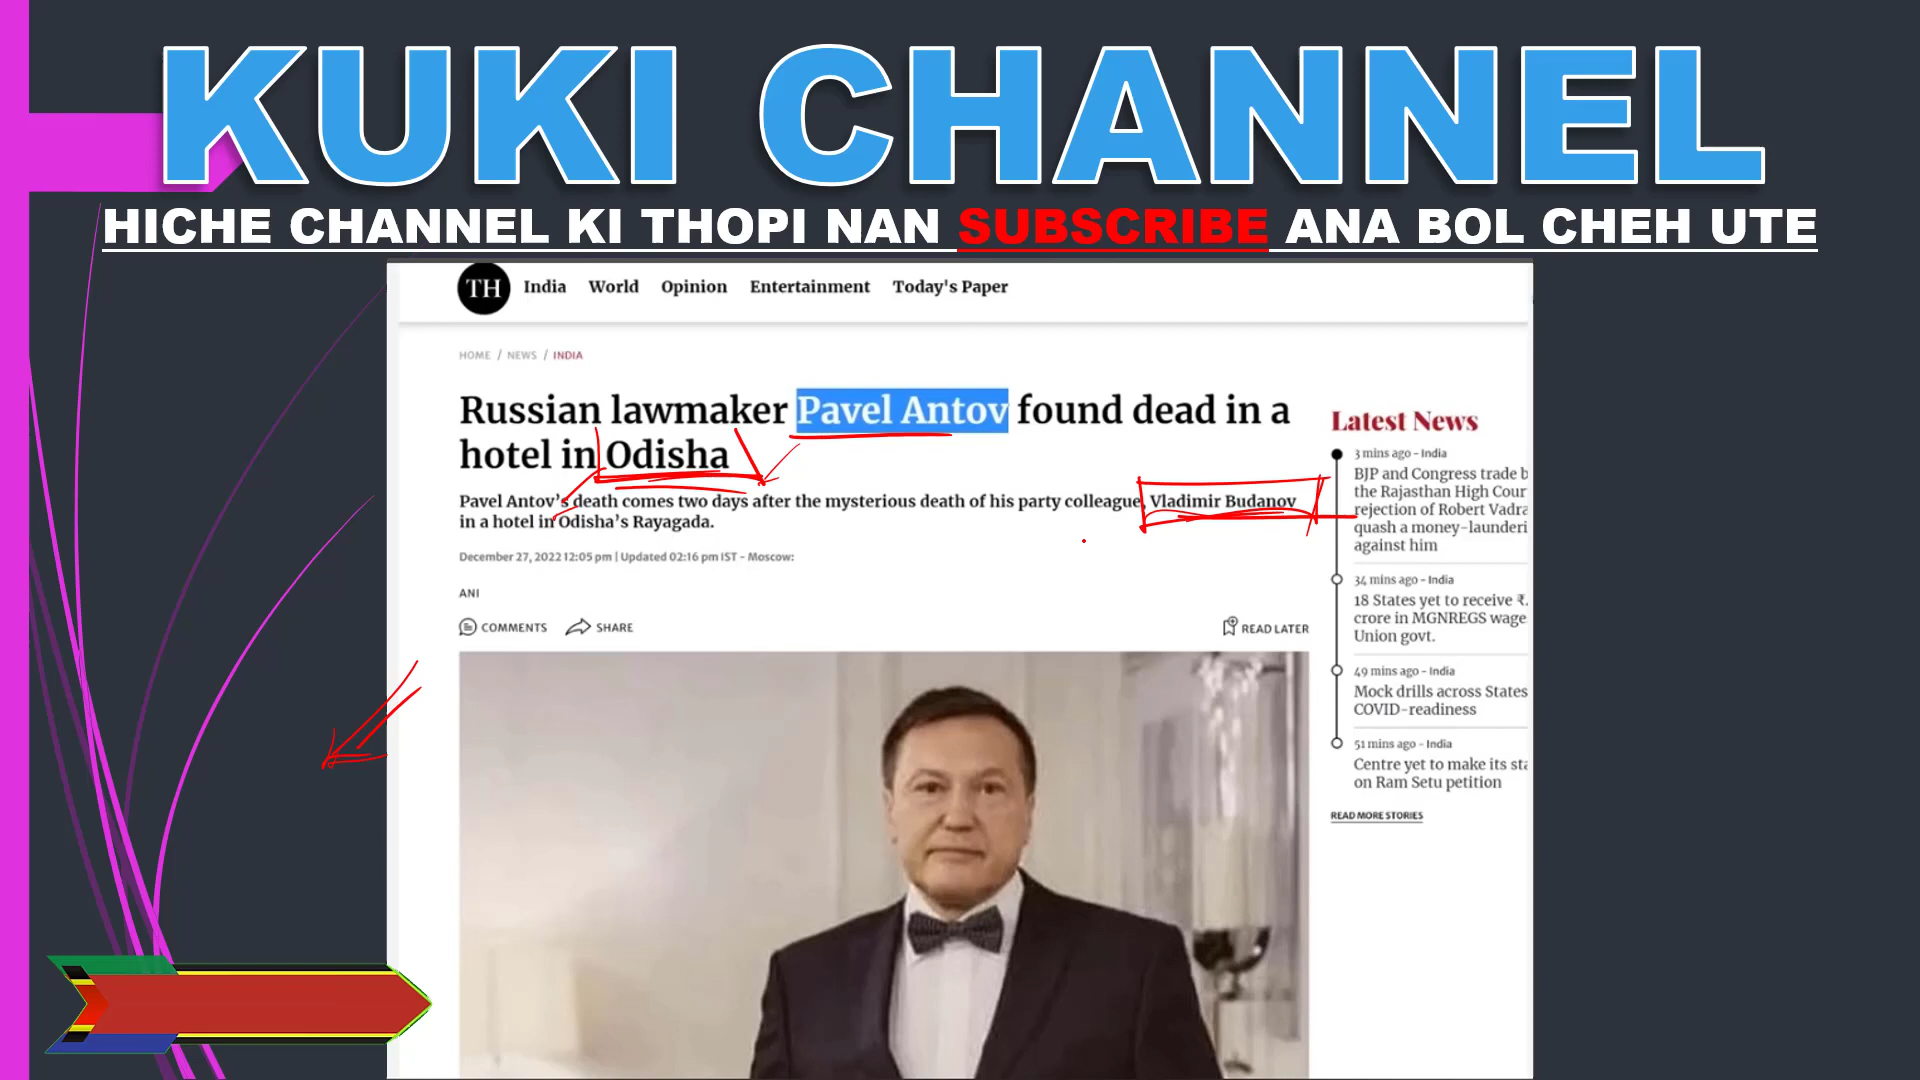 KUKI CHANNEL
HICHE CHANNEL KI THOPI NAN SUBSCRIBE ANA BOL CHEH UTE
TH India World Opinion Entertainment Today's Paper
HOME / NEWS / INDIA
Russian lawmaker Pavel Antov found dead in a
hotel in Odisha
Pavel Antov's death comes two days after the mysterious death of his party colleague, Vladimir Budanov
in a hotel in Odisha's Rayagada.
December 27, 2022 12:05 pm | Updated 02:16 pm IST - Moscow:
ANI
COMMENTS SHARE
READ LATER
Latest News
3 mins ago - India
BJP and Congress trade b
the Rajasthan High Cour
rejection of Robert Vadra
quash a money-launderi
against him
34 mins ago - India
18 States yet to receive ₹.
crore in MGNREGS wage
Union govt.
49 mins ago - India
Mock drills across States
COVID-readiness
51 mins ago - India
Centre yet to make its sta
on Ram Setu petition
READ MORE STORIES